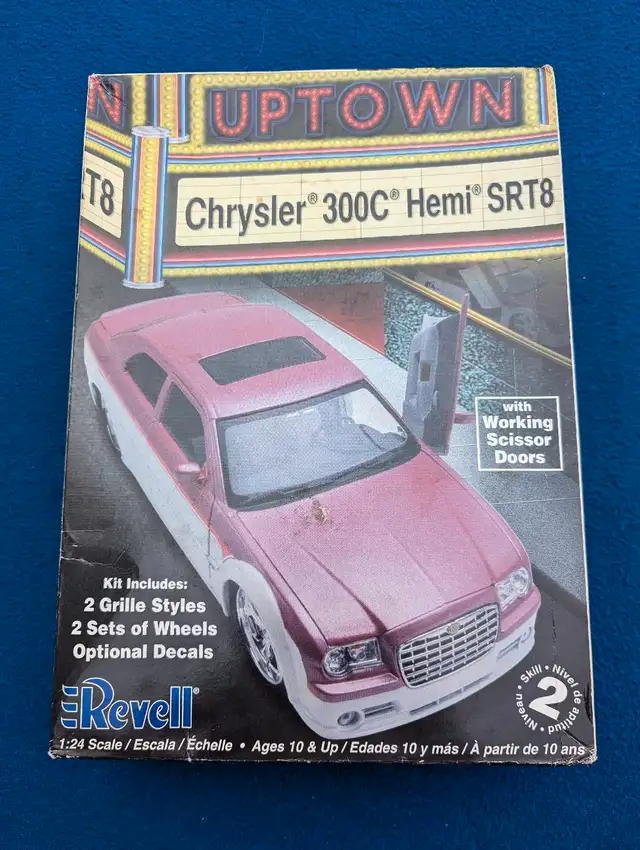 N UPTOWN
.T8
Chrysler® 300C® Hemi® SRT8
with
Working
Scissor
Doors
Kit Includes:
2 Grille Styles
2 Sets of Wheels
Optional Decals
Revell®
Niveau • Skill • Nivel de aptitud •
2
1:24 Scale / Escala / Échelle • Ages 10 & Up / Edades 10 y más / À partir de 10 ans